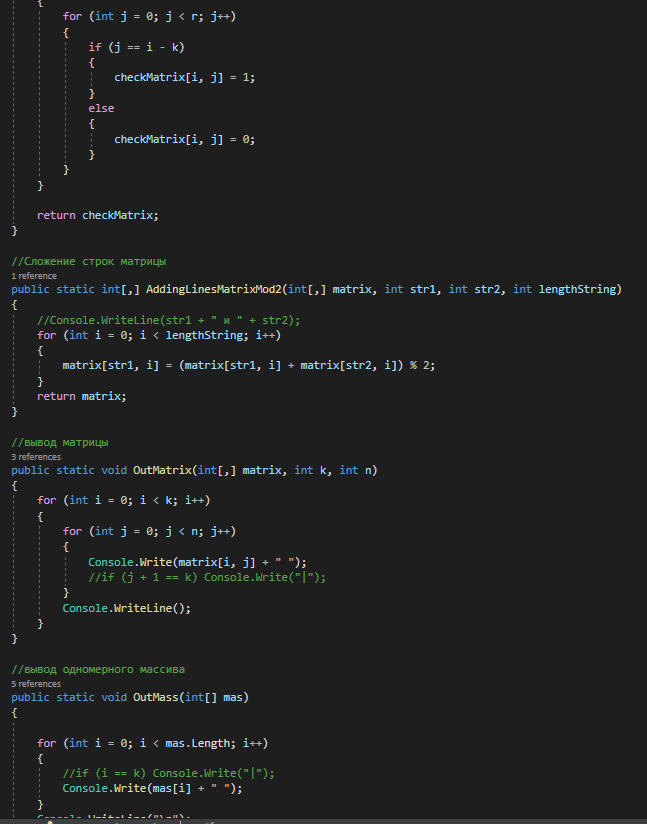 {
for (int j = 0; j < r; j++)
{
if (j == i - k)
{
checkMatrix[i, j] = 1;
}
else
{
checkMatrix[i, j] = 0;
}
}
}
return checkMatrix;
}
//Сложение строк матрицы
1 reference
public static int[,] AddingLinesMatrixMod2(int[,] matrix, int str1, int str2, int lengthString)
{
//Console.WriteLine(str1 + " и " + str2);
for (int i = 0; i < lengthString; i++)
{
matrix[str1, i] = (matrix[str1, i] + matrix[str2, i]) % 2;
}
return matrix;
}
//вывод матрицы
3 references
public static void OutMatrix(int[,] matrix, int k, int n)
{
for (int i = 0; i < k; i++)
{
for (int j = 0; j < n; j++)
{
Console.Write(matrix[i, j] + " ");
//if (j + 1 == k) Console.Write("|");
}
Console.WriteLine();
}
}
//вывод одномерного массива
5 references
public static void OutMass(int[] mas)
{
for (int i = 0; i < mas.Length; i++)
{
//if (i == k) Console.Write("|");
Console.Write(mas[i] + " ");
}
Console.WriteLine("\n");